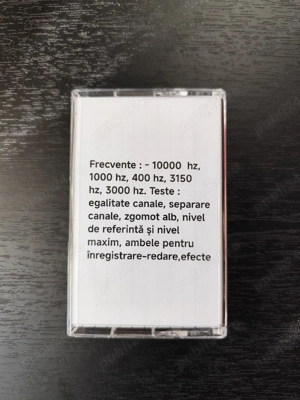 Frecvente : - 10000 hz,
1000 hz, 400 hz, 3150
hz, 3000 hz. Teste :
egalitate canale, separare
canale, zgomot alb, nivel
de referintă și nivel
maxim, ambele pentru
înregistrare-redare,efecte